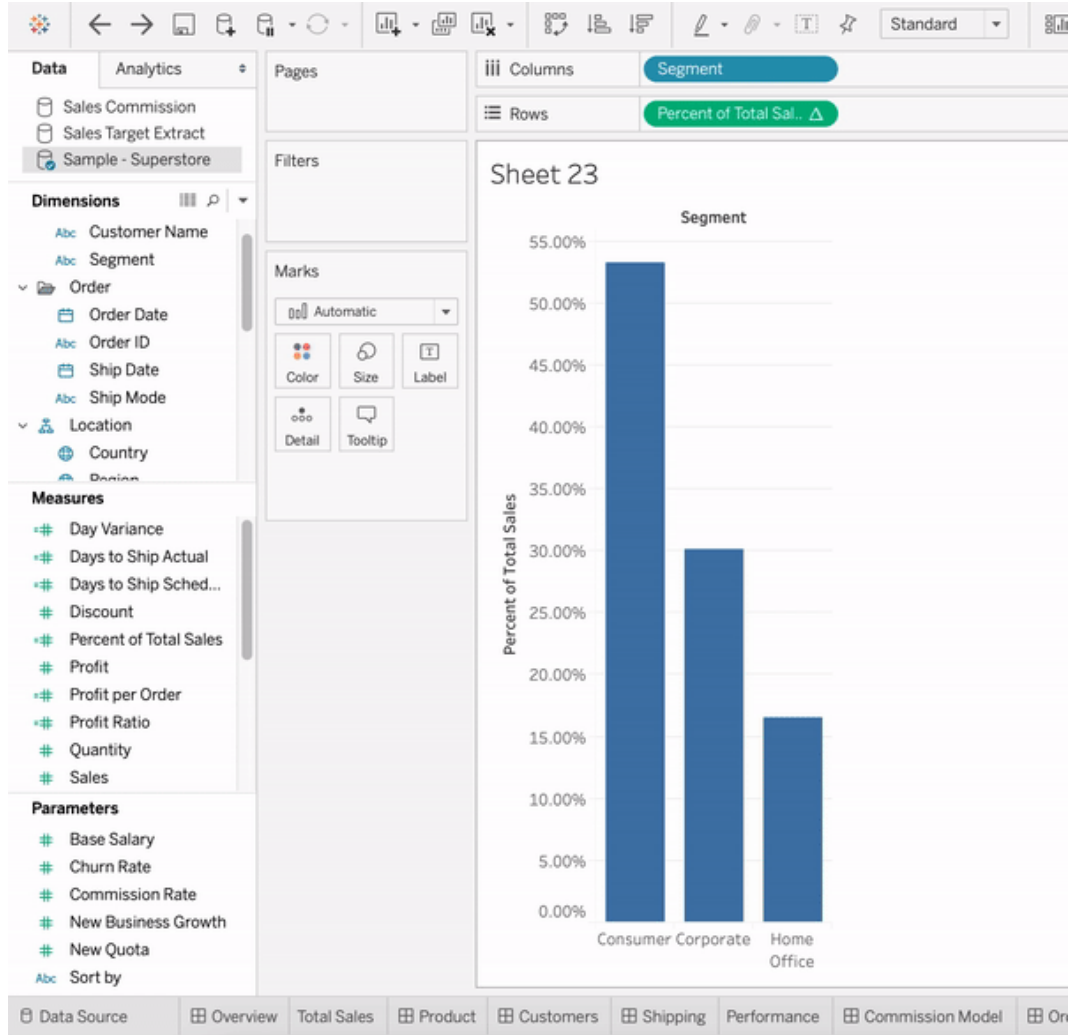 Standard
Data
Analytics
Sales Commission
Sales Target Extract
Sample - Superstore
Dimensions
Abc Customer Name
Abc Segment
Order
Order Date
Abc Order ID
Ship Date
Abc Ship Mode
Location
Country
Region
Measures
Day Variance
Days to Ship Actual
Days to Ship Sched...
Discount
Percent of Total Sales
Profit
Profit per Order
Profit Ratio
Quantity
Sales
Parameters
Base Salary
Churn Rate
Commission Rate
New Business Growth
New Quota
Abc Sort by
Pages
Filters
Marks
Automatic
Color Size Label
Detail Tooltip
Columns Segment
Rows Percent of Total Sal.. Δ
Sheet 23
Segment
55.00%
50.00%
45.00%
40.00%
35.00%
30.00%
25.00%
20.00%
15.00%
10.00%
5.00%
0.00%
Percent of Total Sales
Consumer Corporate Home
Office
Data Source Overview Total Sales Product Customers Shipping Performance Commission Model